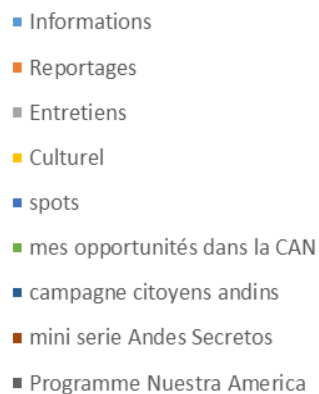 Informations
Reportages
Entretiens
Culturel
spots
mes opportunités dans la CAN
campagne citoyens andins
mini serie Andes Secretos
Programme Nuestra America